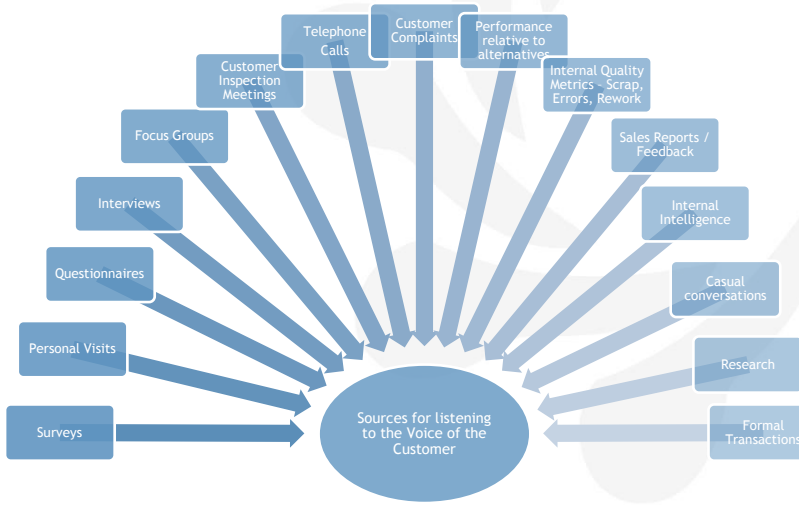 Surveys
Personal Visits
Questionnaires
Interviews
Focus Groups
Customer
Inspection
Meetings
Telephone
Calls
Customer
Complaints
Performance
relative to
alternatives
Internal Quality
Metrics - Scrap,
Errors, Rework
Sales Reports /
Feedback
Internal
Intelligence
Casual
conversations
Research
Formal
Transactions
Sources for listening
to the Voice of the
Customer